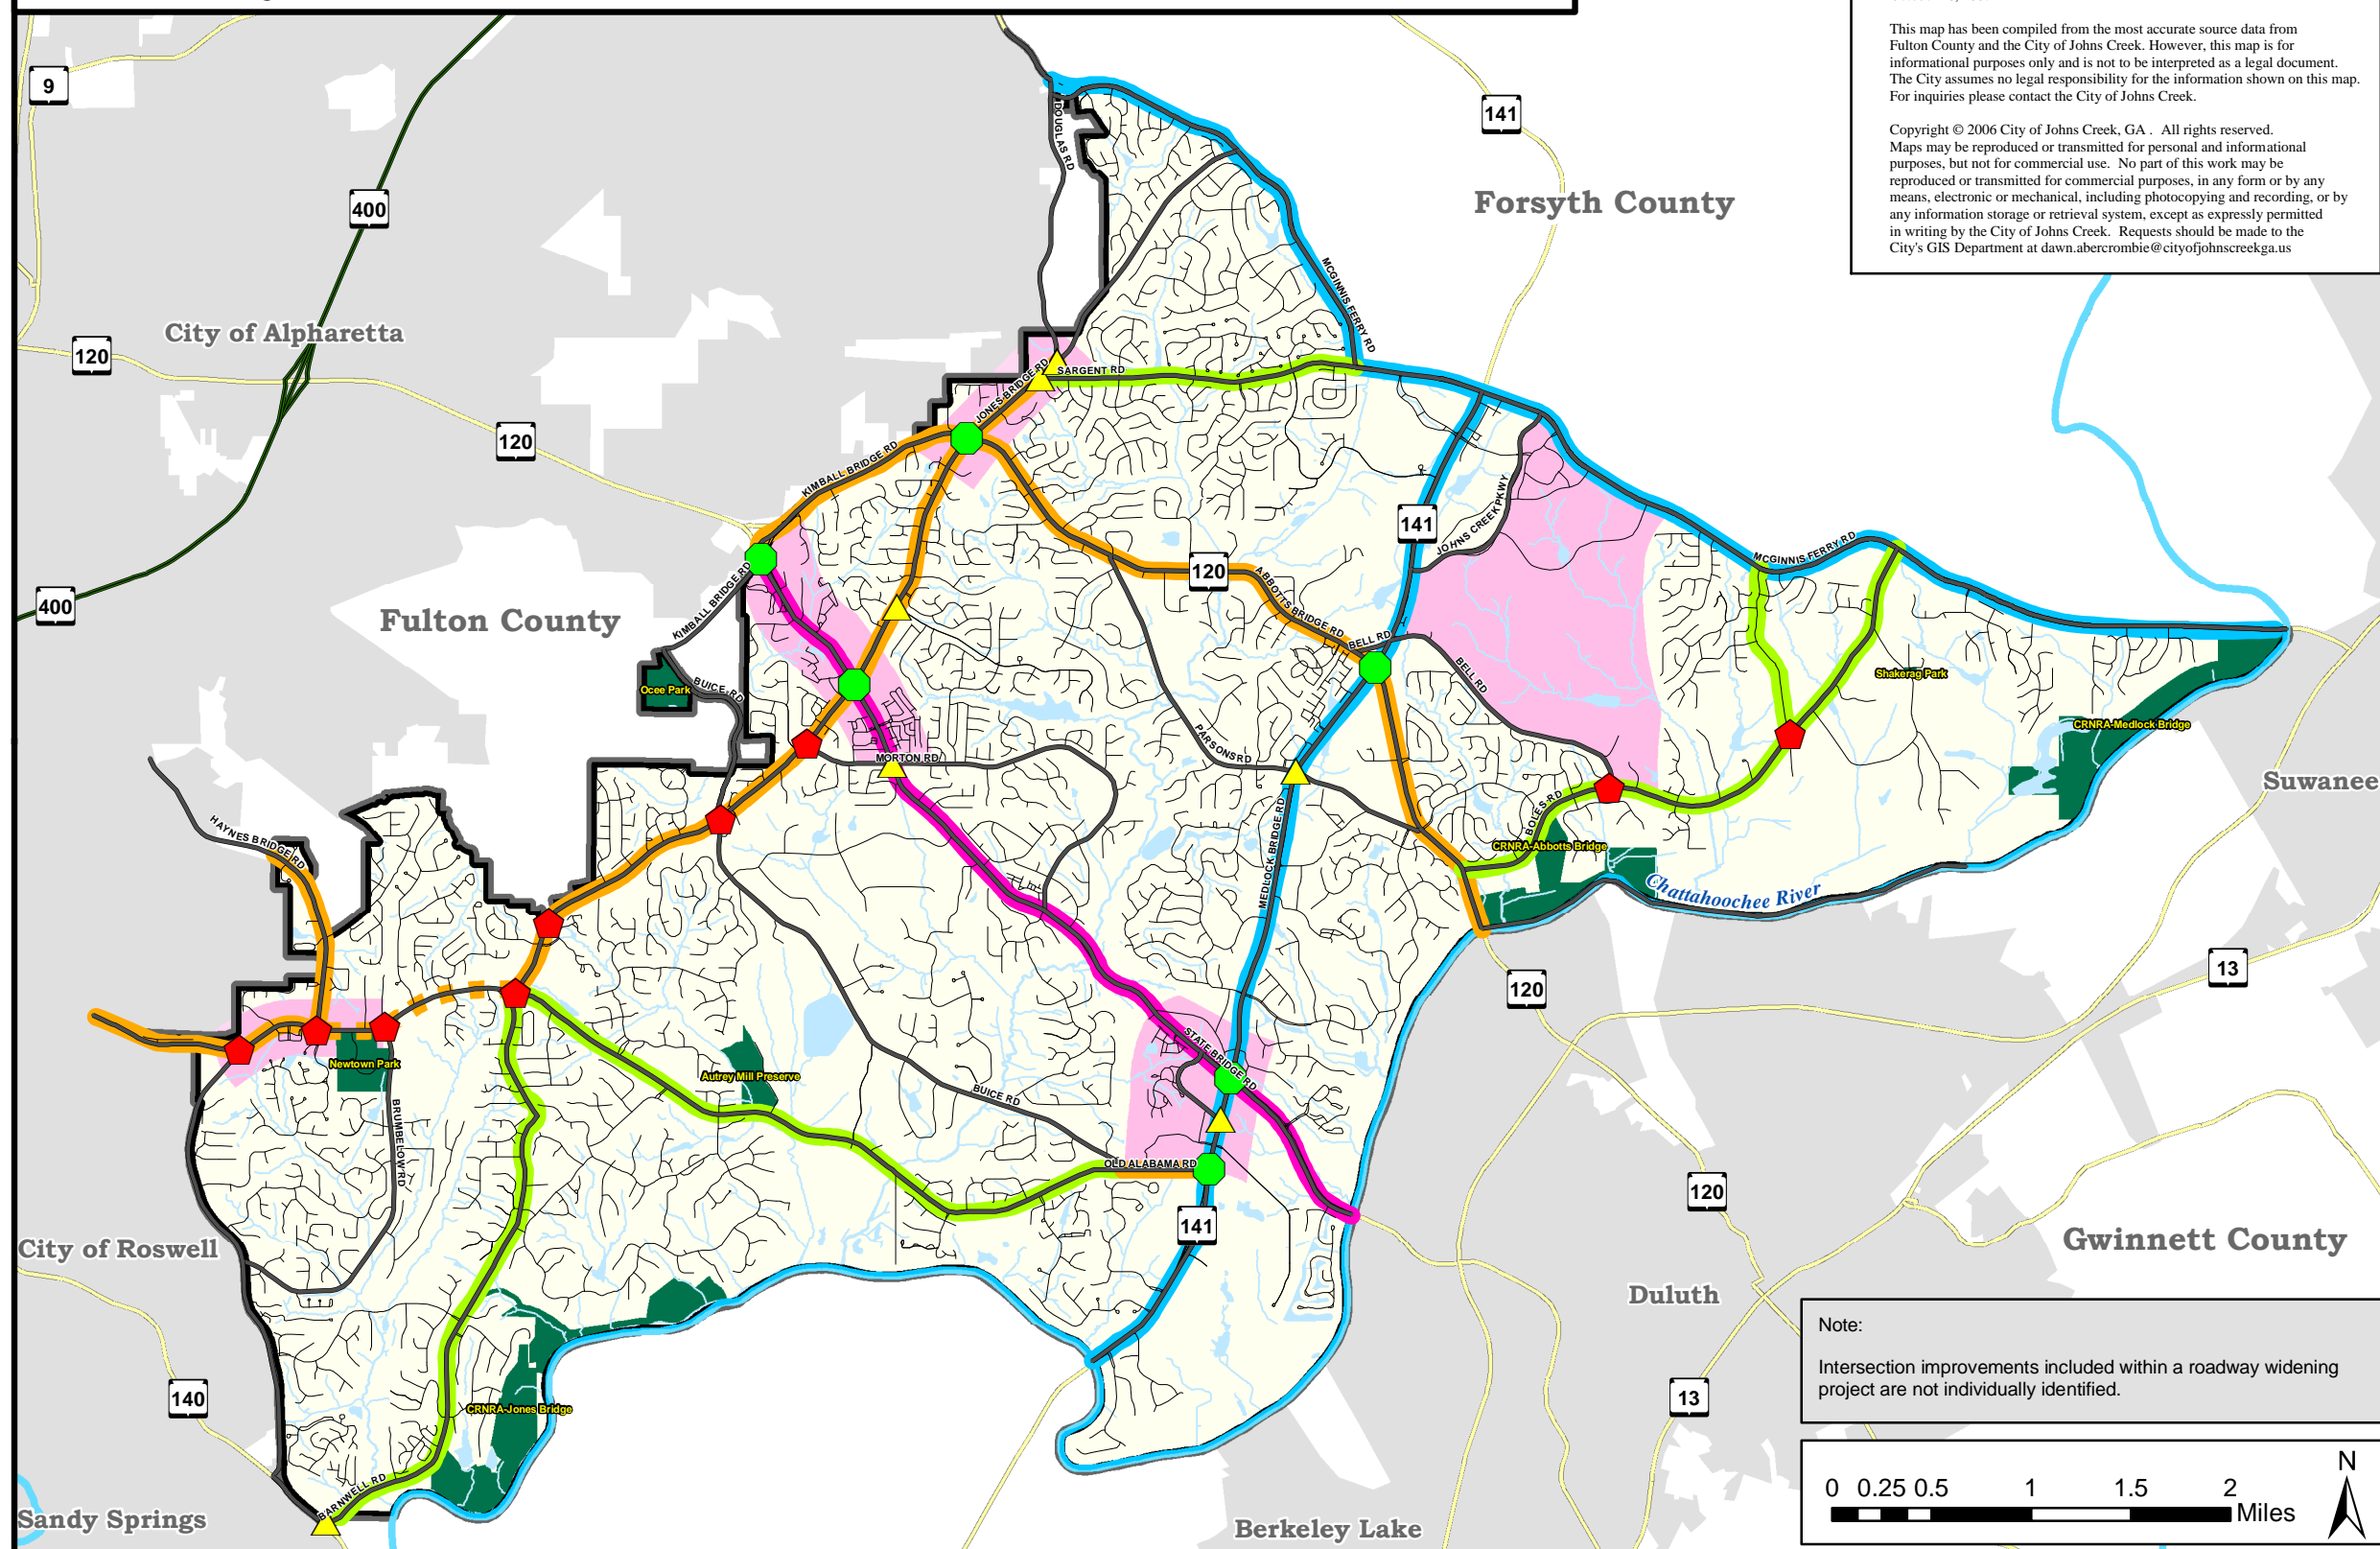 This map has been compiled from the most accurate source data from
Fulton County and the City of Johns Creek. However, this map is for
informational purposes only and is not to be interpreted as a legal document.
The City assumes no legal responsibility for the information shown on this map.
For inquiries please contact the City of Johns Creek.
Copyright © 2006 City of Johns Creek, GA . All rights reserved.
Maps may be reproduced or transmitted for personal and informational
purposes, but not for commercial use. No part of this work may be
reproduced or transmitted for commercial purposes, in any form or by any
means, electronic or mechanical, including photocopying and recording, or by
any information storage or retrieval system, except as expressly permitted
in writing by the City of Johns Creek. Requests should be made to the
City's GIS Department at dawn.abercrombie@cityofjohnscreekga.us
9
141
DOUGLAS RD
400
Forsyth County
MCGINNIS FERRY RD
City of Alpharetta
120
SARGENT RD
JONES BRIDGE RD
120
KIMBALL BRIDGE RD
141
JOHNS CREEK PKWY
120
MCGINNIS FERRY RD
ABBOTTS BRIDGE RD
400
Fulton County
KIMBALL BRIDGE RD
BELL RD
BELL RD
Ocee Park
BUICE RD
Shakerag Park
CRNRA-Medlock Bridge
PARSONS RD
MORTON RD
Suwanee
HAYNES BRIDGE RD
MEDLOCK BRIDGE RD
BOLES RD
CRNRA-Abbotts Bridge
Chattahoochee River
13
120
STATE BRIDGE RD
Newtown Park
Autrey Mill Preserve
BUICE RD
BRUMBELOW RD
OLD ALABAMA RD
120
141
City of Roswell
Gwinnett County
Duluth
140
13
CRNRA-Jones Bridge
BARNWELL RD
Sandy Springs
Berkeley Lake
Note:
Intersection improvements included within a roadway widening
project are not individually identified.
N
0 0.25 0.5 1 1.5 2
Miles